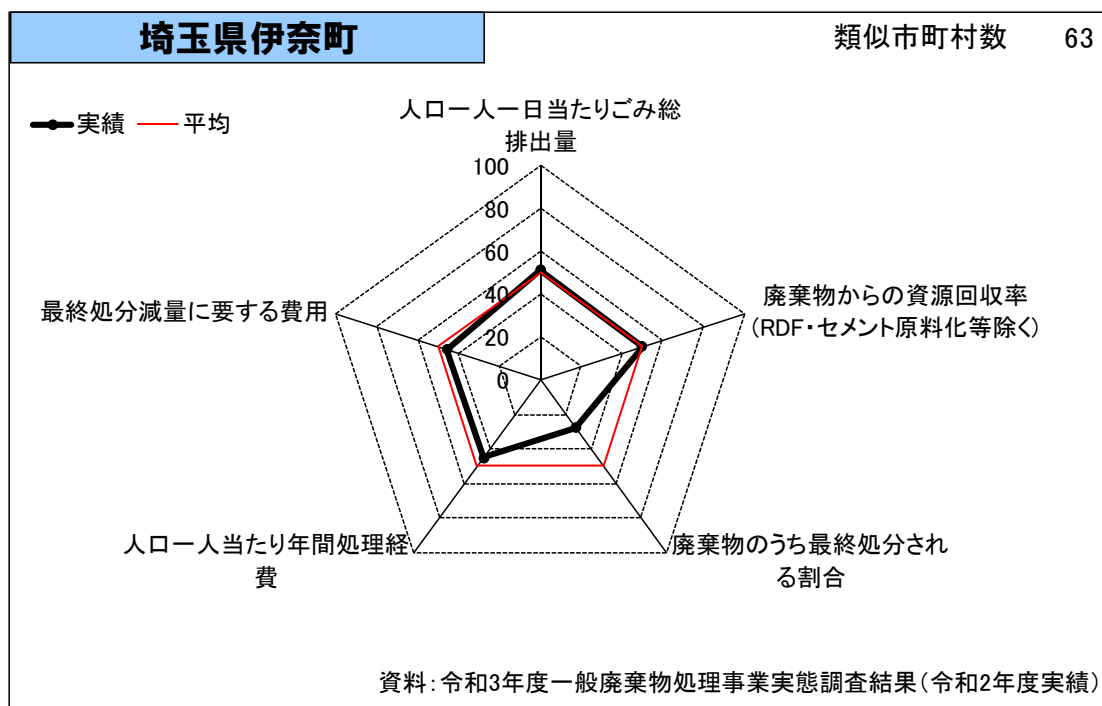 埼玉県伊奈町
類似市町村数 63
実績 平均
人口一人一日当たりごみ総
排出量
100
80
60
40
20
0
廃棄物からの資源回収率
(RDF・セメント原料化等除く)
最終処分減量に要する費用
人口一人当たり年間処理経
費
廃棄物のうち最終処分され
る割合
資料:令和3年度一般廃棄物処理事業実態調査結果(令和2年度実績)